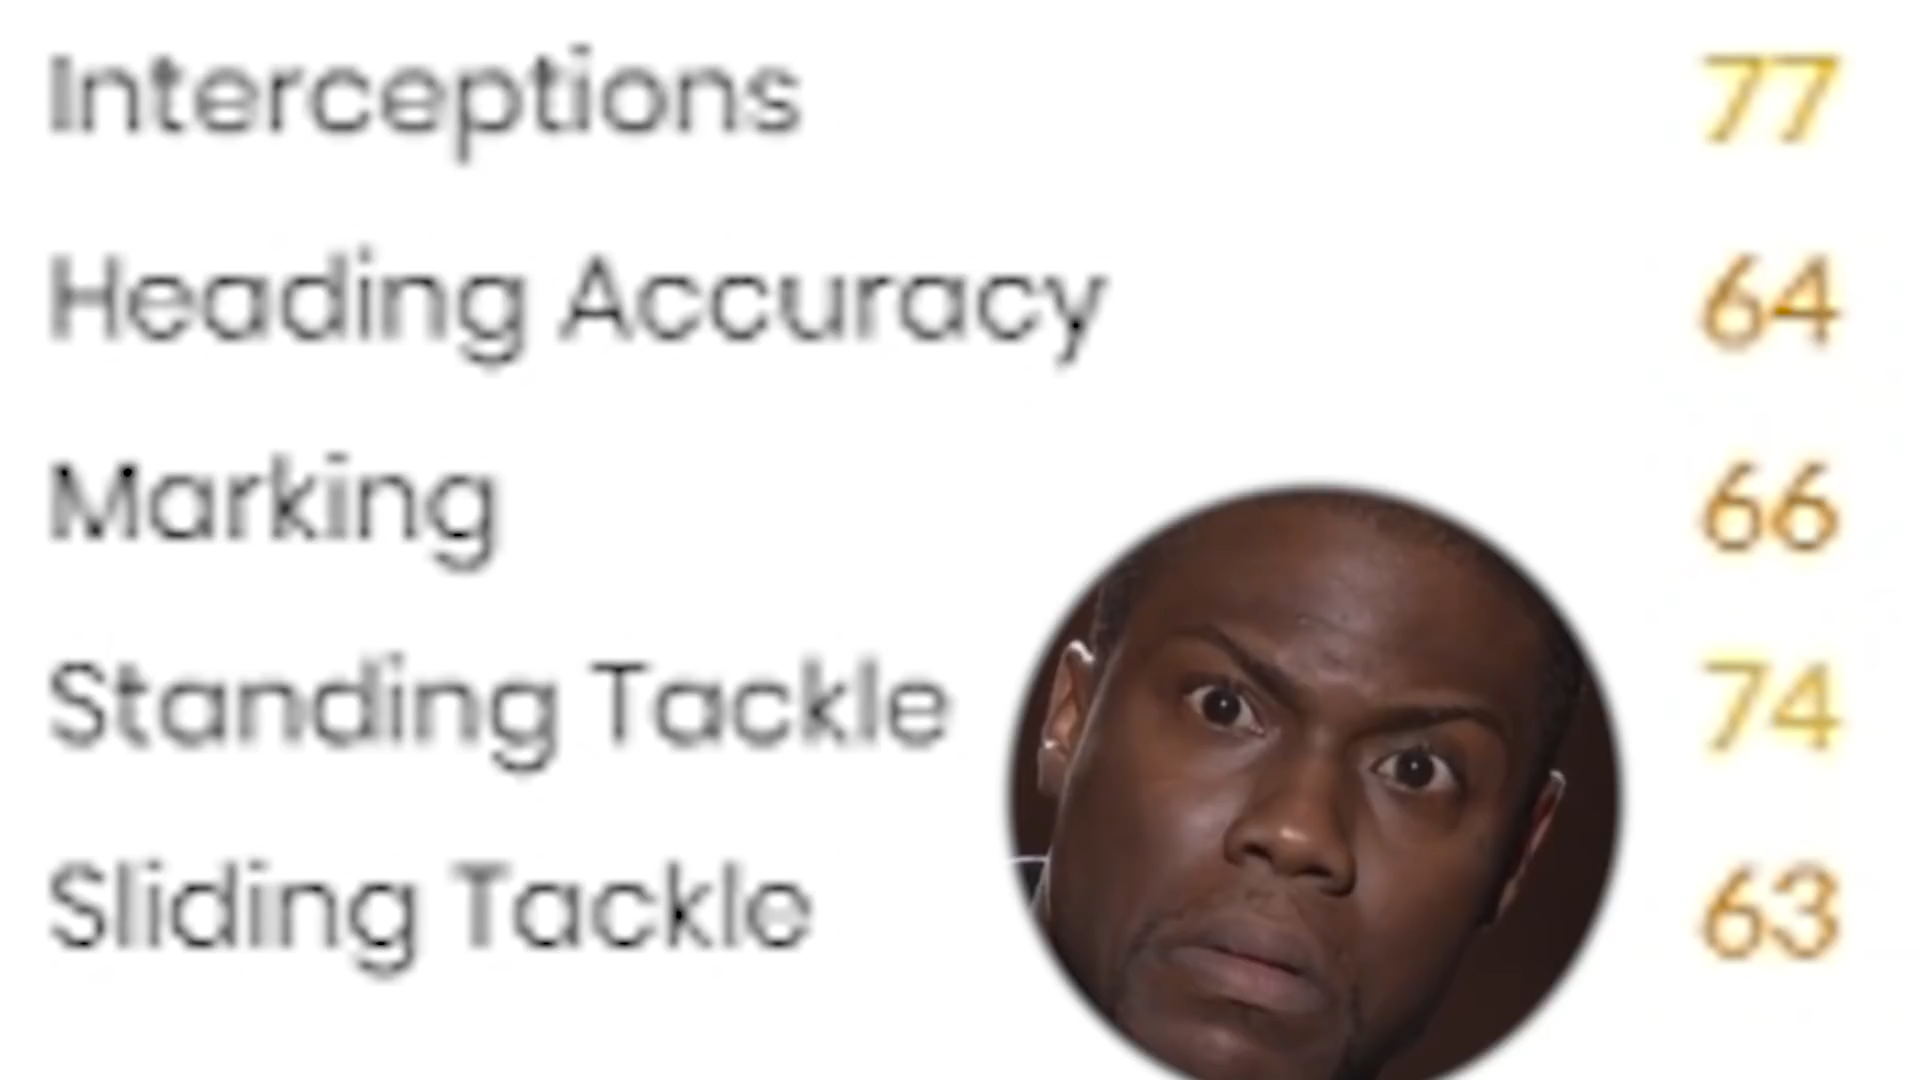 Interceptions 77
Heading Accuracy 64
Marking 66
Standing Tackle 74
Sliding Tackle 63